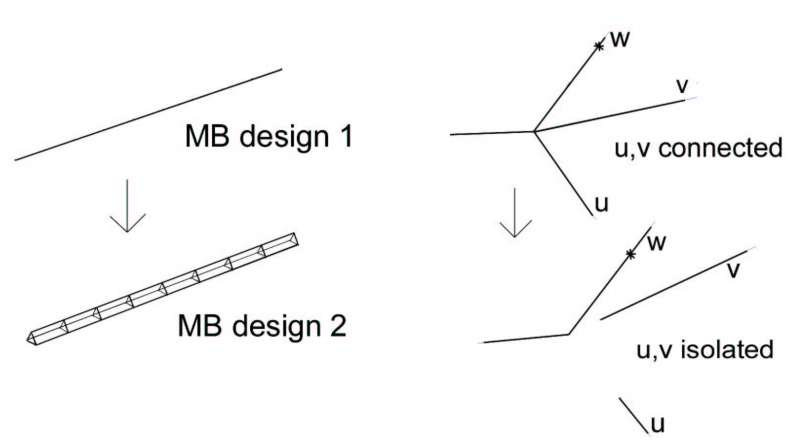 MB design 1
MB design 2
w
v
u,v connected
u
w
v
u,v isolated
u